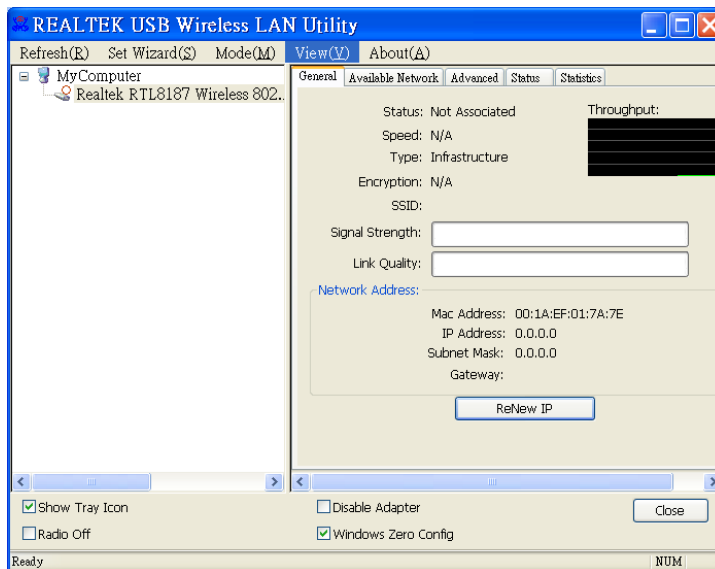 REALTEK USB Wireless LAN Utility
Refresh(R) Set Wizard(S) Mode(M) View(V) About(A)
MyComputer
Realtek RTL8187 Wireless 802..
General Available Network Advanced Status Statistics
Status: Not Associated
Throughput:
Speed: N/A
Type: Infrastructure
Encryption: N/A
SSID:
Signal Strength:
Link Quality:
Network Address:
Mac Address: 00:1A:EF:01:7A:7E
IP Address: 0.0.0.0
Subnet Mask: 0.0.0.0
Gateway:
ReNew IP
Show Tray Icon
Disable Adapter
Close
Radio Off
Windows Zero Config
Ready
NUM